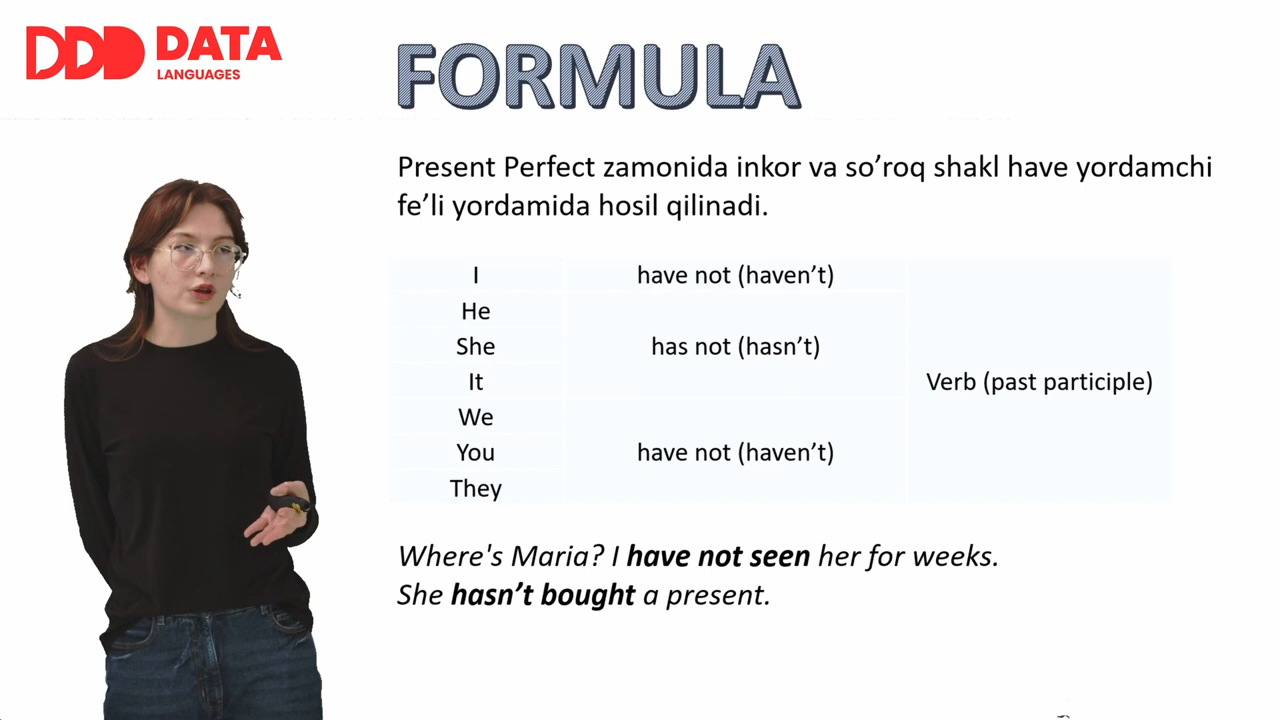 DDD DATA
LANGUAGES
FORMULA
Present Perfect zamonida inkor va so’roq shakl have yordamchi
fe’li yordamida hosil qilinadi.
I have not (haven’t)
He
She has not (hasn’t)
It Verb (past participle)
We
You have not (haven’t)
They
Where's Maria? I have not seen her for weeks.
She hasn’t bought a present.